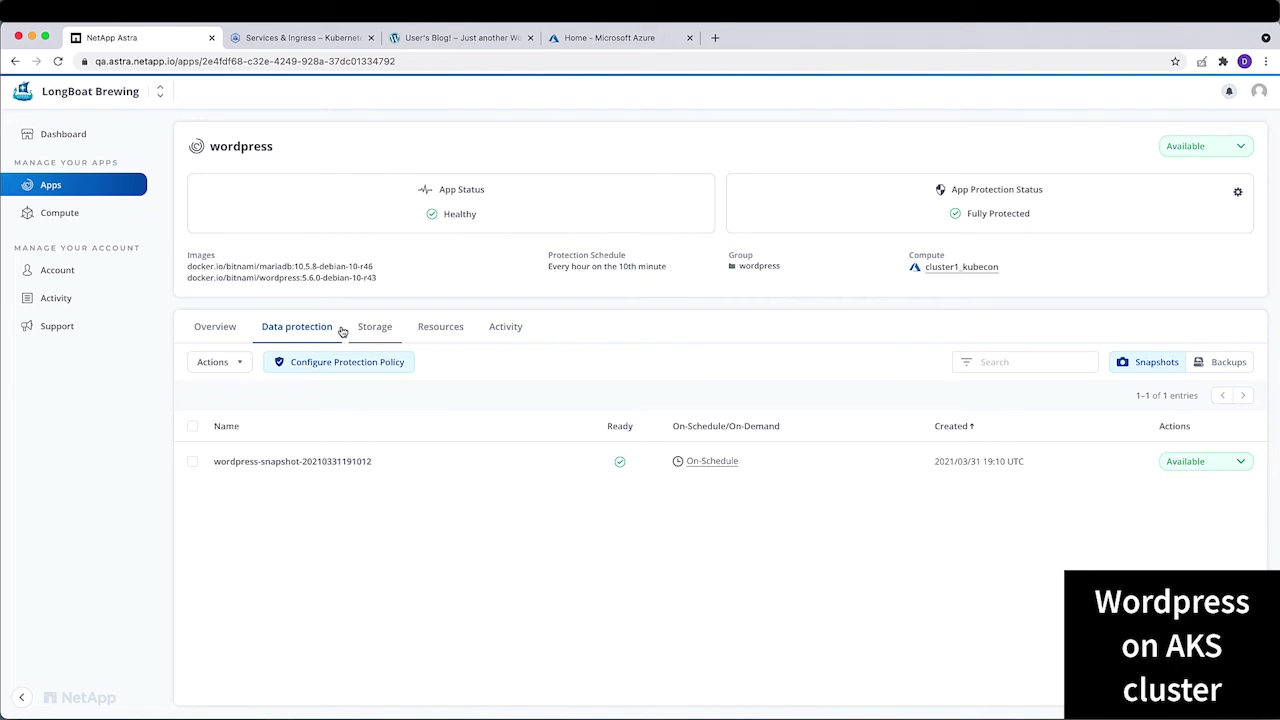 NetApp Astra
Services & Ingress – Kubernete
User's Blog! – Just another Wo
Home - Microsoft Azure
qa.astra.netapp.io/apps/2e4fdf68-c32e-4249-928a-37dc01334792
D
LongBoat Brewing
Dashboard
MANAGE YOUR APPS
Apps
Compute
MANAGE YOUR ACCOUNT
Account
Activity
Support
wordpress
Available
App Status
Healthy
App Protection Status
Fully Protected
Images
docker.io/bitnami/mariadb:10.5.8-debian-10-r46
docker.io/bitnami/wordpress:5.6.0-debian-10-r43
Protection Schedule
Every hour on the 10th minute
Group
wordpress
Compute
cluster1_kubecon
Overview
Data protection
Storage
Resources
Activity
Actions
Configure Protection Policy
Search
Snapshots
Backups
1–1 of 1 entries
Name
Ready
On-Schedule/On-Demand
Created
Actions
wordpress-snapshot-20210331191012
On-Schedule
2021/03/31 19:10 UTC
Available
NetApp
Wordpress
on AKS
cluster